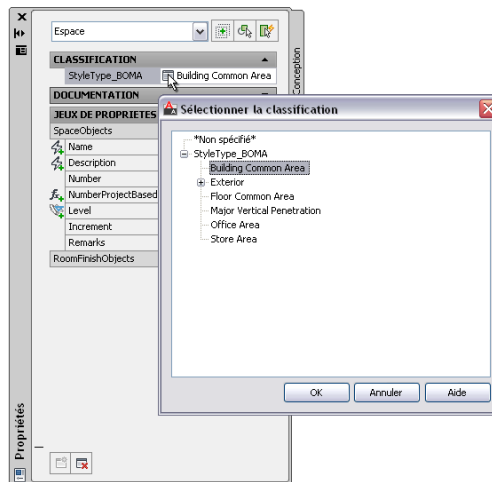 Espace
CLASSIFICATION
StyleType_BOMA Building Common Area
DOCUMENTATION
JEUX DE PROPRIETES
SpaceObjects
Name
Description
Number
NumberProjectBased
Level
Increment
Remarks
RoomFinishObjects
Propriétés
Conception
Sélectionner la classification
*Non spécifié*
StyleType_BOMA
Building Common Area
Exterior
Floor Common Area
Major Vertical Penetration
Office Area
Store Area
OK Annuler Aide